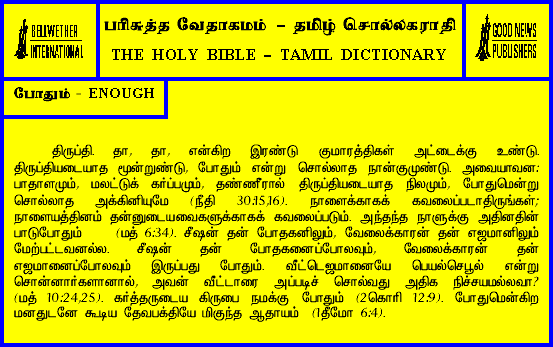 BELLWETHER
INTERNATIONAL
பரிசுத்த வேதாகமம் – தமிழ் சொல்லகராதி
THE HOLY BIBLE – TAMIL DICTIONARY
GOOD NEWS
PUBLISHERS
போதும் - ENOUGH
திருப்தி. தா, தா, என்கிற இரண்டு குமாரத்திகள் அட்டைக்கு உண்டு.
திருப்தியடையாத மூன்றுண்டு, போதும் என்று சொல்லாத நான்குமுண்டு. அவையாவன:
பாதாளமும், மலட்டுக் கர்ப்பமும், தண்ணீரால் திருப்தியடையாத நிலமும், போதுமென்று
சொல்லாத அக்கினியுமே (நீதி 30:15,16). நாளைக்காகக் கவலைப்படாதிருங்கள்;
நாளையத்தினம் தன்னுடையவைகளுக்காகக் கவலைப்படும். அந்தந்த நாளுக்கு அதினதின்
பாடுபோதும் (மத் 6:34). சீஷன் தன் போதகனிலும், வேலைக்காரன் தன் எஜமானிலும்
மேற்பட்டவனல்ல. சீஷன் தன் போதகனைப்போலவும், வேலைக்காரன் தன்
எஜமானைப்போலவும் இருப்பது போதும். வீட்டெஜமானையே பெயல்செபூல் என்று
சொன்னார்களானால், அவன் வீட்டாரை அப்படிச் சொல்வது அதிக நிச்சயமல்லவா?
(மத் 10:24,25). கர்த்தருடைய கிருபை நமக்கு போதும் (2கொரி 12:9). போதுமென்கிற
மனதுடனே கூடிய தேவபக்தியே மிகுந்த ஆதாயம் (1தீமோ 6:4).